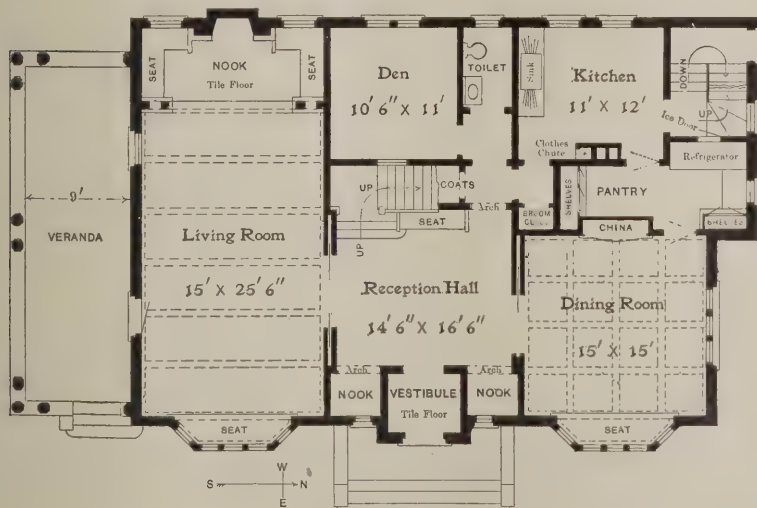 SEAT
NOOK
Tile Floor
SEAT
Den
10' 6" X 11'
TOILET
Sink
Kitchen
11' X 12'
DOWN
UP
Ice Door
Clothes
Chute
Refrigerator
9'
VERANDA
Living Room
15' X 25' 6"
UP
COATS
Arch
SEAT
UP
BROOM
SHELVES
PANTRY
CHINA
Reception Hall
14' 6" X 16' 6"
Dining Room
15' X 15'
Arch
NOOK
VESTIBULE
Tile Floor
Arch
NOOK
SEAT
SEAT
W
S
N
E